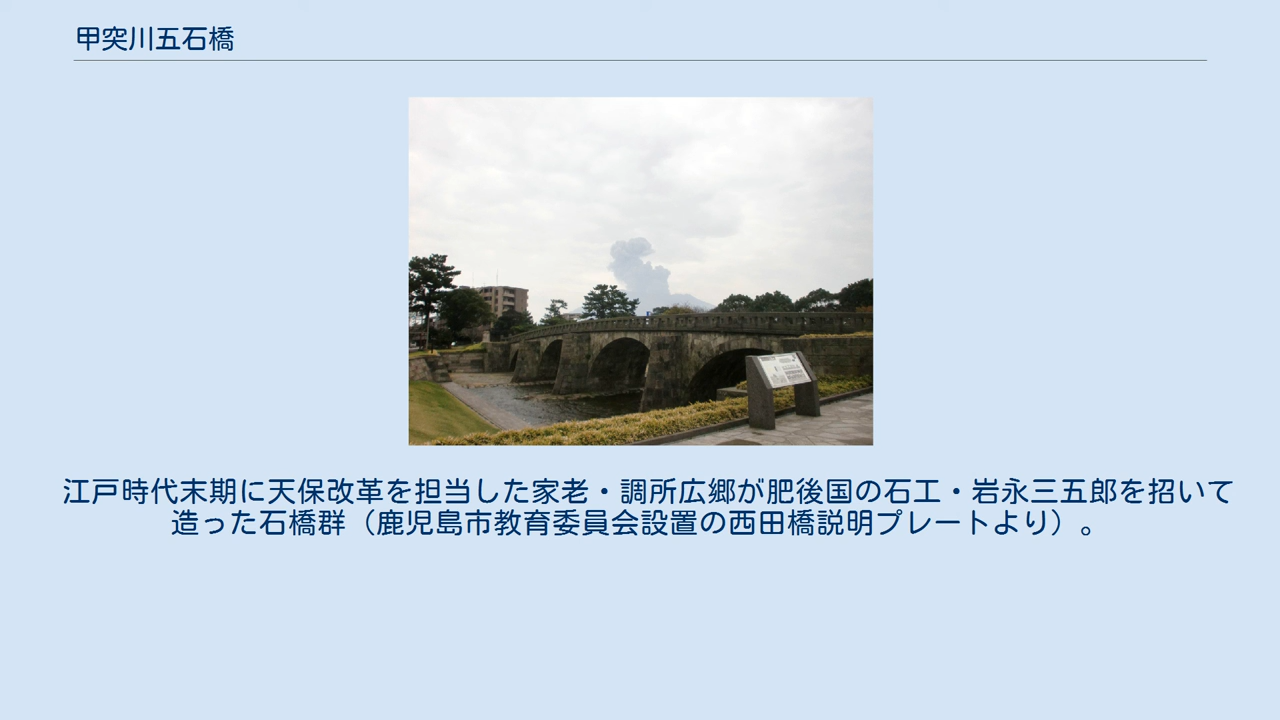 甲突川五石橋
江戸時代末期に天保改革を担当した家老・調所広郷が肥後国の石工・岩永三五郎を招いて
造った石橋群（鹿児島市教育委員会設置の西田橋説明プレートより）。